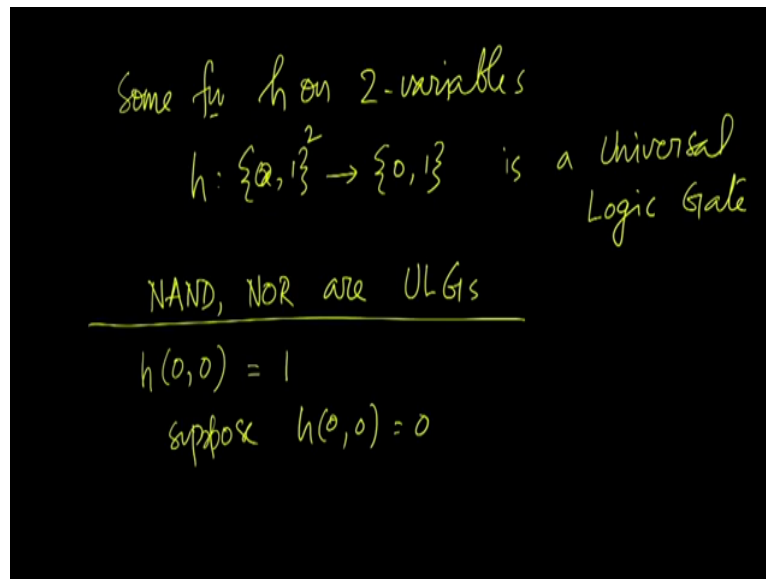 Some fn h on 2-variables
h: {0,1}² → {0,1} is a Universal
Logic Gate
NAND, NOR are ULGs
h(0,0) = 1
suppose h(0,0) = 0